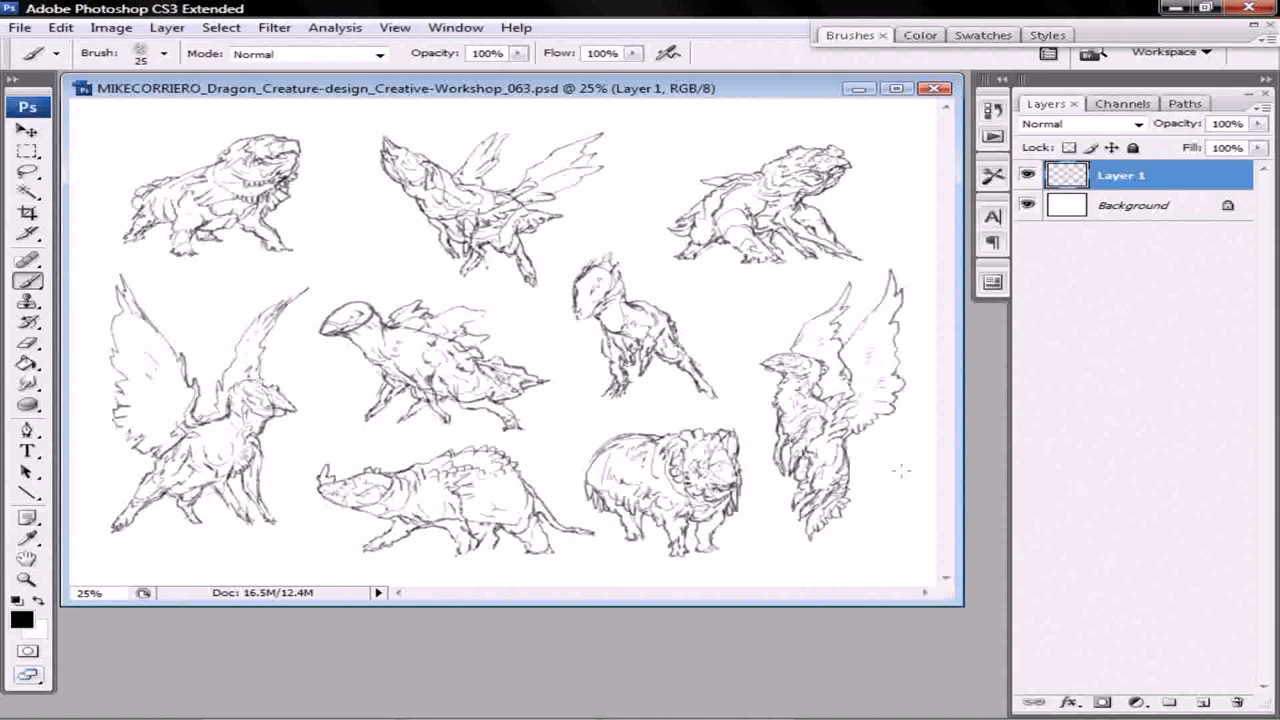 Ps Adobe Photoshop CS3 Extended
File Edit Image Layer Select Filter Analysis View Window Help
Brushes × Color Swatches Styles
Brush: 25 Mode: Normal Opacity: 100% Flow: 100% Workspace
MIKECORRIERO_Dragon_Creature-design_Creative-Workshop_063.psd @ 25% (Layer 1, RGB/8)
Ps
Layers × Channels Paths
Normal Opacity: 100%
Lock: Fill: 100%
Layer 1
Background
25% Doc: 16.5M/12.4M